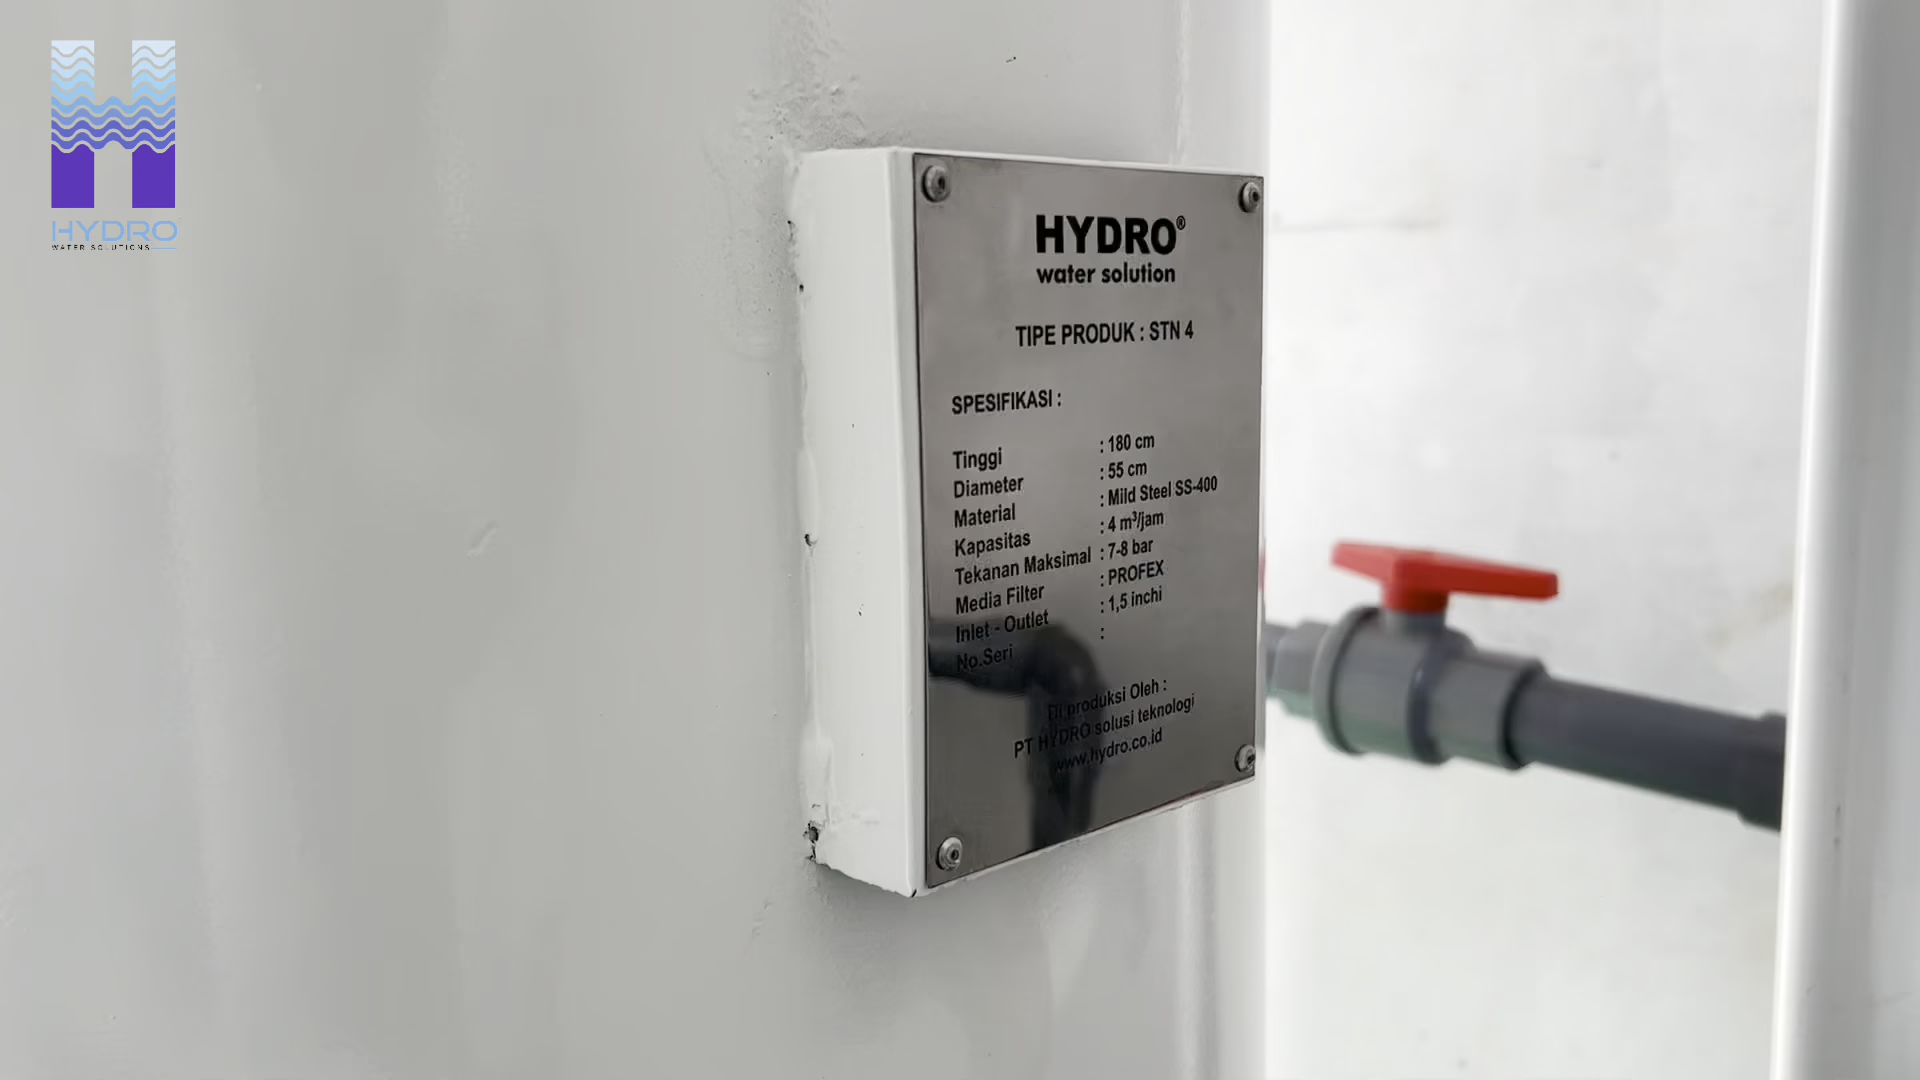 HYDRO
WATER SOLUTIONS
HYDRO®
water solution
TIPE PRODUK : STN 4
SPESIFIKASI :
Tinggi : 180 cm
Diameter : 55 cm
Material : Mild Steel SS-400
Kapasitas : 4 m³/jam
Tekanan Maksimal : 7-8 bar
Media Filter : PROFEX
Inlet - Outlet : 1,5 inchi
No.Seri :
Di produksi Oleh :
PT HYDRO solusi teknologi
www.hydro.co.id